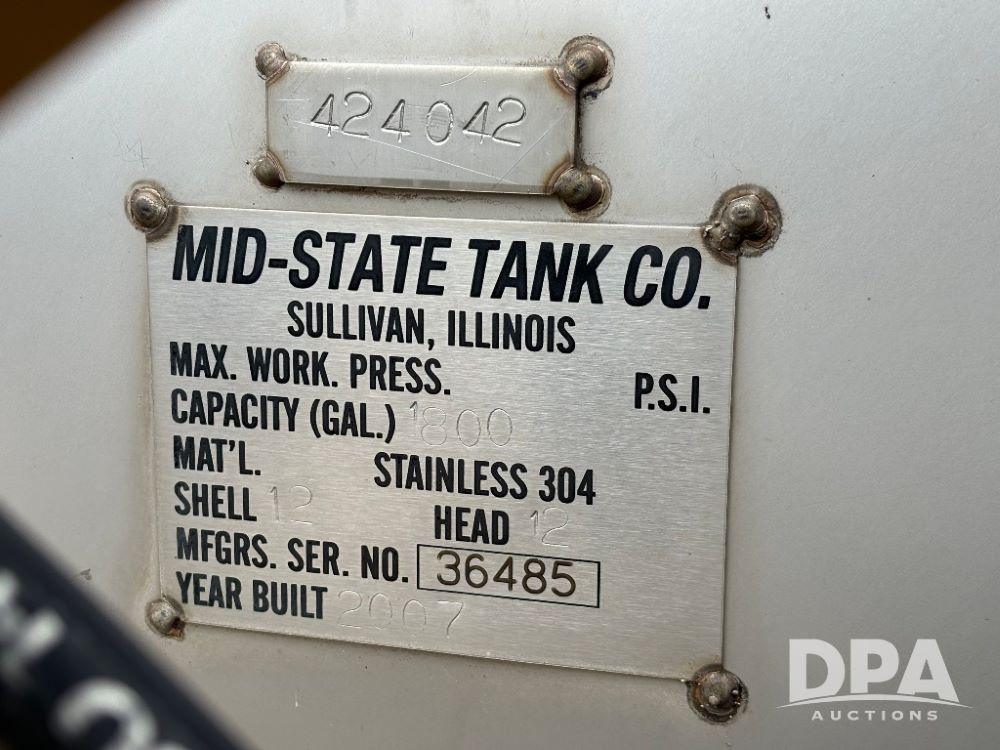 424042
MID-STATE TANK CO.
SULLIVAN, ILLINOIS
MAX. WORK. PRESS. P.S.I.
CAPACITY (GAL.) 1800
MAT'L. STAINLESS 304
SHELL 12 HEAD 12
MFGRS. SER. NO. 36485
YEAR BUILT 2007
DPA
AUCTIONS